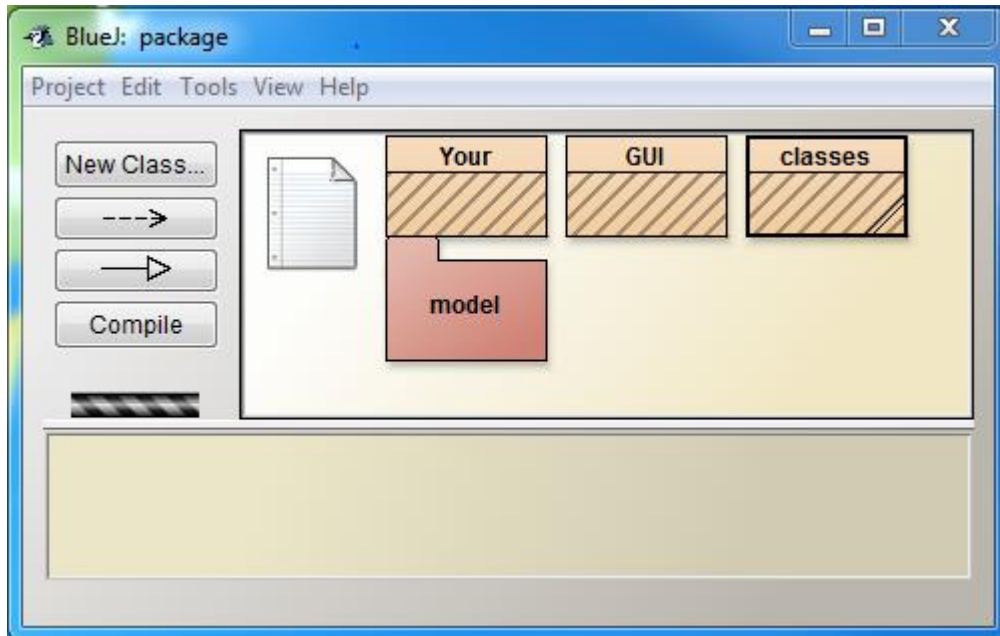 BlueJ: package
Project Edit Tools View Help
New Class...
Compile
Your
GUI
classes
model